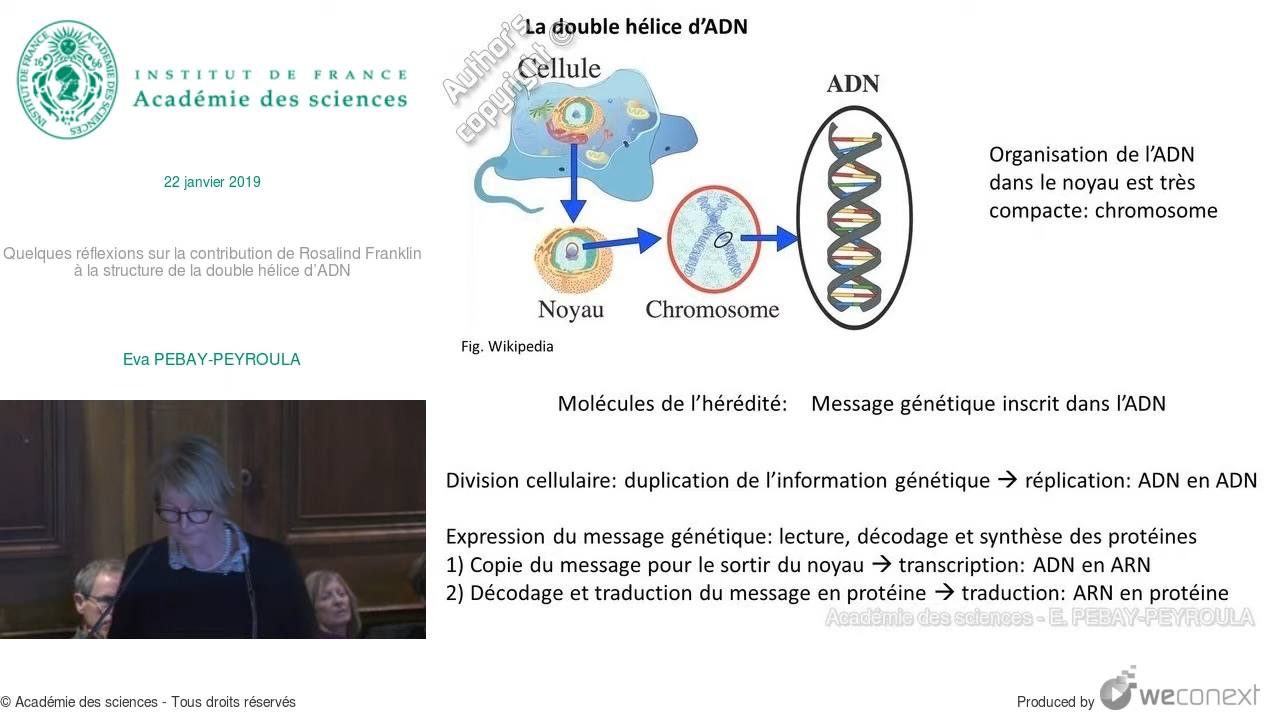 INSTITUT DE FRANCE
Académie des sciences
22 janvier 2019
Quelques réflexions sur la contribution de Rosalind Franklin
à la structure de la double hélice d'ADN
Eva PEBAY-PEYROULA
La double hélice d'ADN
Author's
copyright ©
Cellule
ADN
Noyau
Chromosome
Fig. Wikipedia
Organisation de l'ADN
dans le noyau est très
compacte: chromosome
Molécules de l'hérédité: Message génétique inscrit dans l'ADN
Division cellulaire: duplication de l'information génétique → réplication: ADN en ADN
Expression du message génétique: lecture, décodage et synthèse des protéines
1) Copie du message pour le sortir du noyau → transcription: ADN en ARN
2) Décodage et traduction du message en protéine → traduction: ARN en protéine
Académie des sciences - E. PEBAY-PEYROULA
© Académie des sciences - Tous droits réservés
Produced by weconext